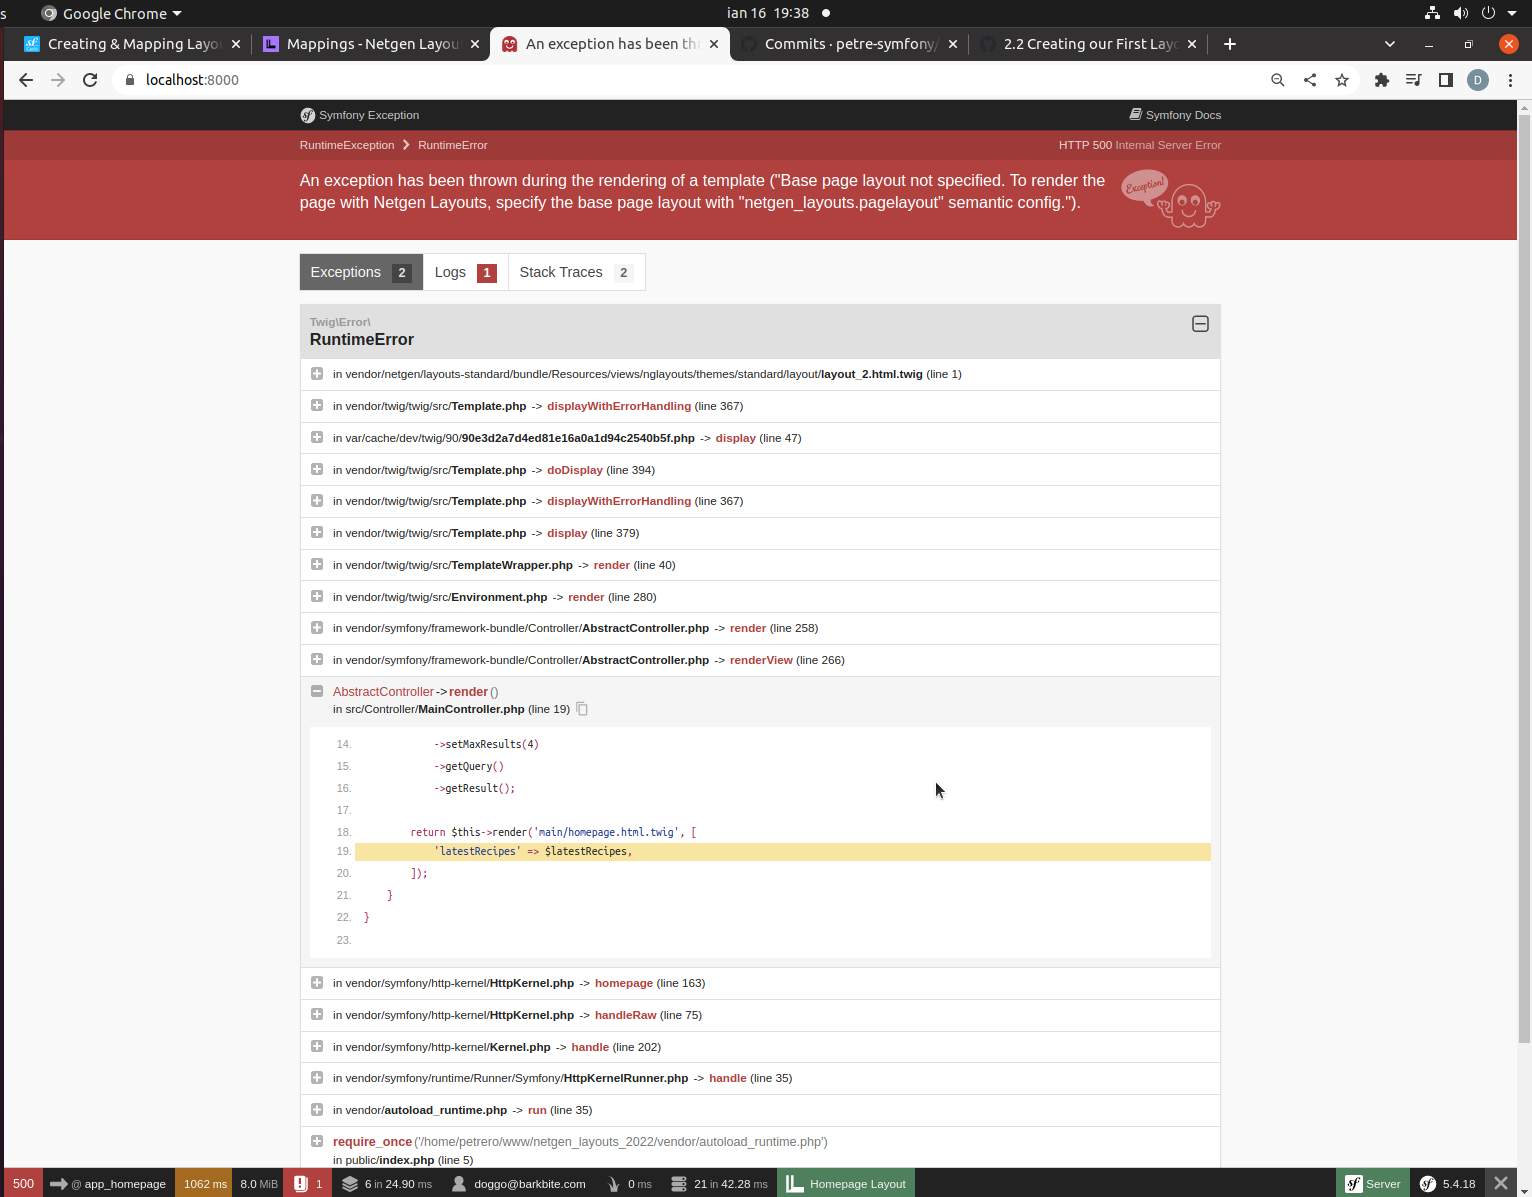 s Google Chrome ian 16 19:38
Creating & Mapping Layo Mappings - Netgen Layou An exception has been th Commits · petre-symfony/ 2.2 Creating our First Layo
localhost:8000 D
Symfony Exception Symfony Docs
RuntimeException RuntimeError HTTP 500 Internal Server Error
An exception has been thrown during the rendering of a template ("Base page layout not specified. To render the
page with Netgen Layouts, specify the base page layout with "netgen_layouts.pagelayout" semantic config.").
Exception!
Exceptions 2 Logs 1 Stack Traces 2
Twig\Error\
RuntimeError
in vendor/netgen/layouts-standard/bundle/Resources/views/nglayouts/themes/standard/layout/layout_2.html.twig (line 1)
in vendor/twig/twig/src/Template.php -> displayWithErrorHandling (line 367)
in var/cache/dev/twig/90/90e3d2a7d4ed81e16a0a1d94c2540b5f.php -> display (line 47)
in vendor/twig/twig/src/Template.php -> doDisplay (line 394)
in vendor/twig/twig/src/Template.php -> displayWithErrorHandling (line 367)
in vendor/twig/twig/src/Template.php -> display (line 379)
in vendor/twig/twig/src/TemplateWrapper.php -> render (line 40)
in vendor/twig/twig/src/Environment.php -> render (line 280)
in vendor/symfony/framework-bundle/Controller/AbstractController.php -> render (line 258)
in vendor/symfony/framework-bundle/Controller/AbstractController.php -> renderView (line 266)
AbstractController->render()
in src/Controller/MainController.php (line 19)
14. ->setMaxResults(4)
15. ->getQuery()
16. ->getResult();
17.
18. return $this->render('main/homepage.html.twig', [
19. 'latestRecipes' => $latestRecipes,
20. ]);
21. }
22. }
23.
in vendor/symfony/http-kernel/HttpKernel.php -> homepage (line 163)
in vendor/symfony/http-kernel/HttpKernel.php -> handleRaw (line 75)
in vendor/symfony/http-kernel/Kernel.php -> handle (line 202)
in vendor/symfony/runtime/Runner/Symfony/HttpKernelRunner.php -> handle (line 35)
in vendor/autoload_runtime.php -> run (line 35)
require_once('/home/petrero/www/netgen_layouts_2022/vendor/autoload_runtime.php')
in public/index.php (line 5)
500 @ app_homepage 1062 ms 8.0 MiB 1 6 in 24.90 ms doggo@barkbite.com 0 ms 21 in 42.28 ms Homepage Layout Server 5.4.18